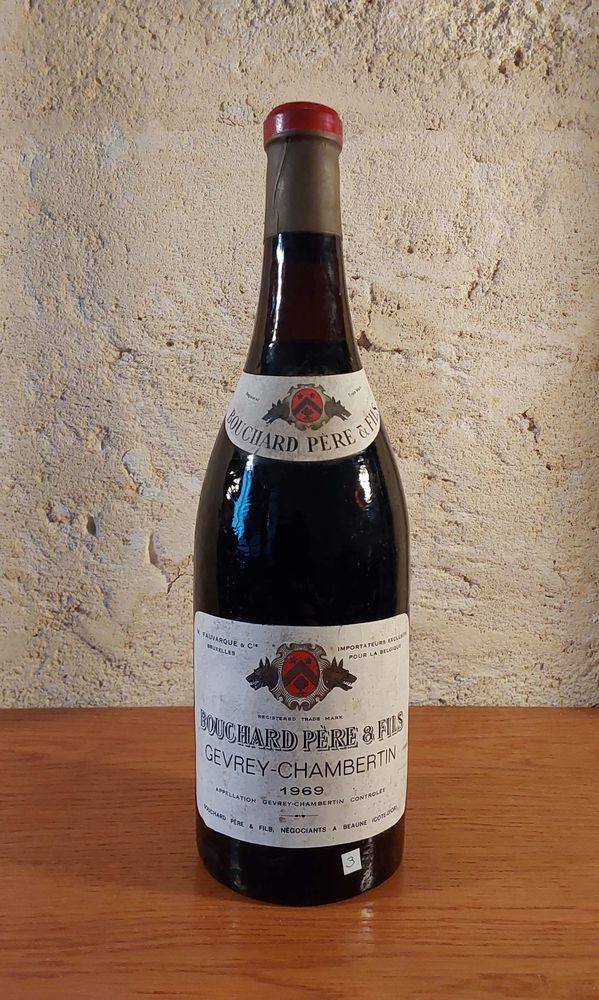 BOUCHARD PÈRE & FILS
FAUVARQUE & Cie
BRUXELLES
IMPORTATEURS EXCLUSIFS
POUR LA BELGIQUE
REGISTERED TRADE MARK
BOUCHARD PÈRE & FILS
GEVREY-CHAMBERTIN
1969
APPELLATION GEVREY-CHAMBERTIN CONTROLÉE
BOUCHARD PÈRE & FILS, NÉGOCIANTS A BEAUNE (COTE-D'OR)
3